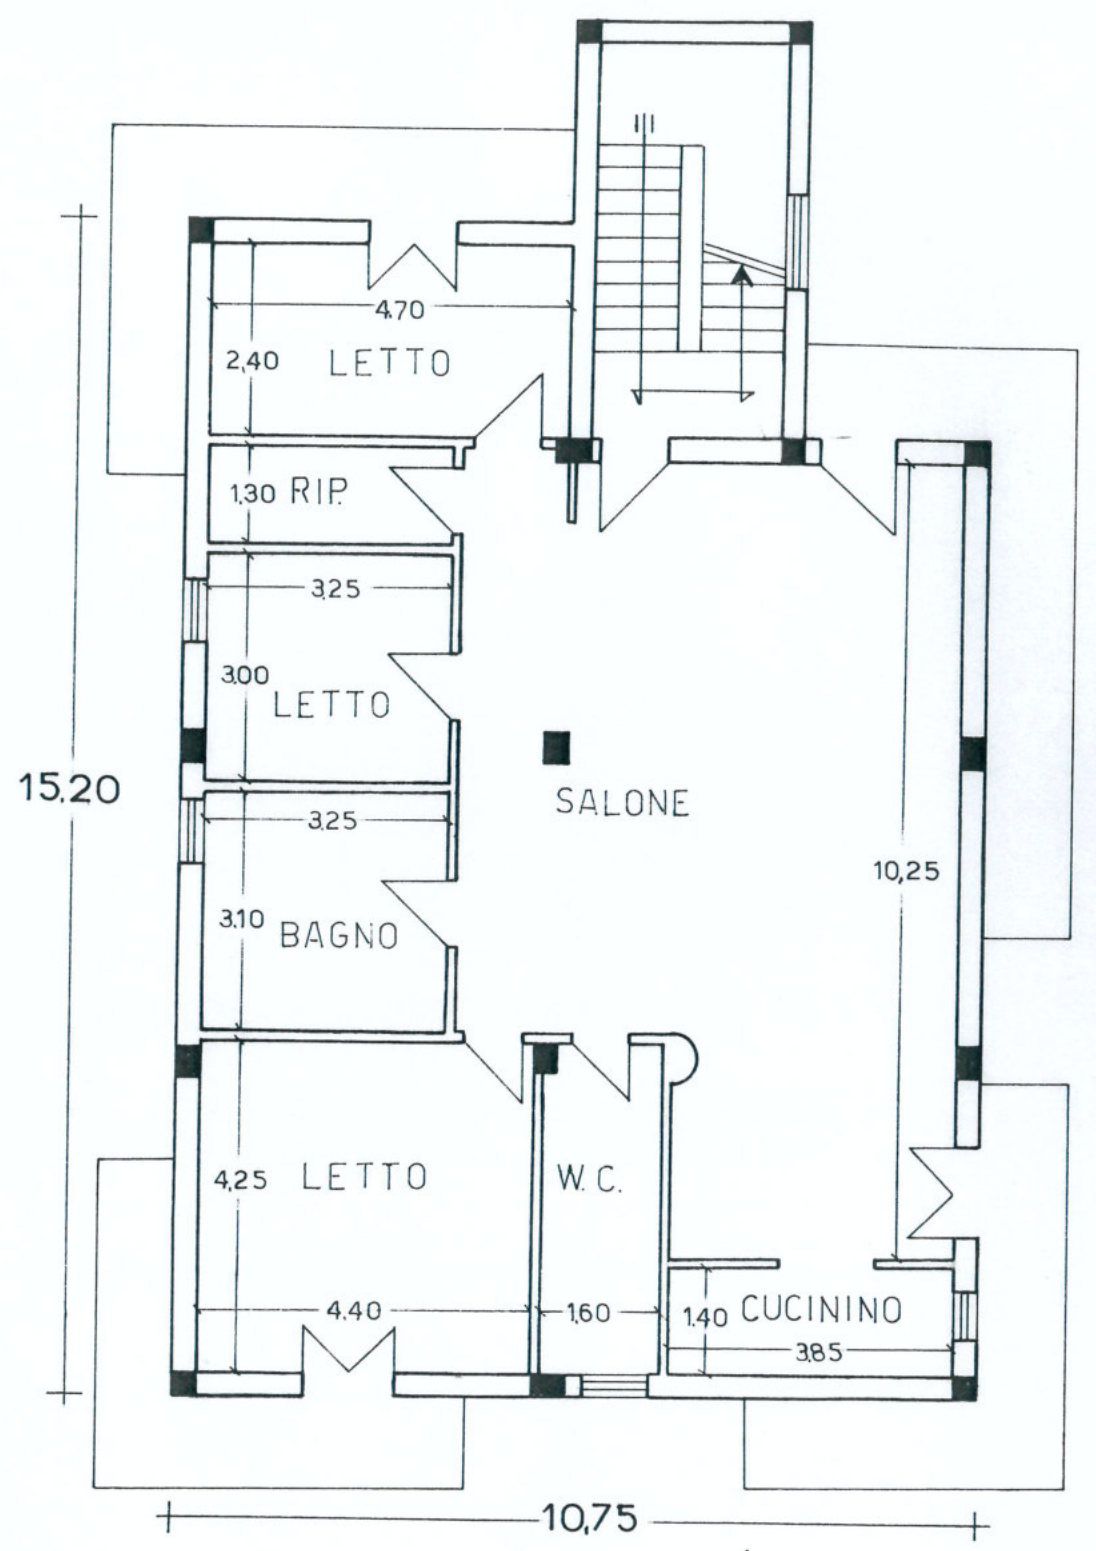 4.70
2,40
LETTO
1,30 RIP.
3.25
3.00
LETTO
15.20
SALONE
3.25
10,25
3.10
BAGNO
4,25
LETTO
W. C.
4.40
1,60
1.40
CUCININO
3.85
10,75